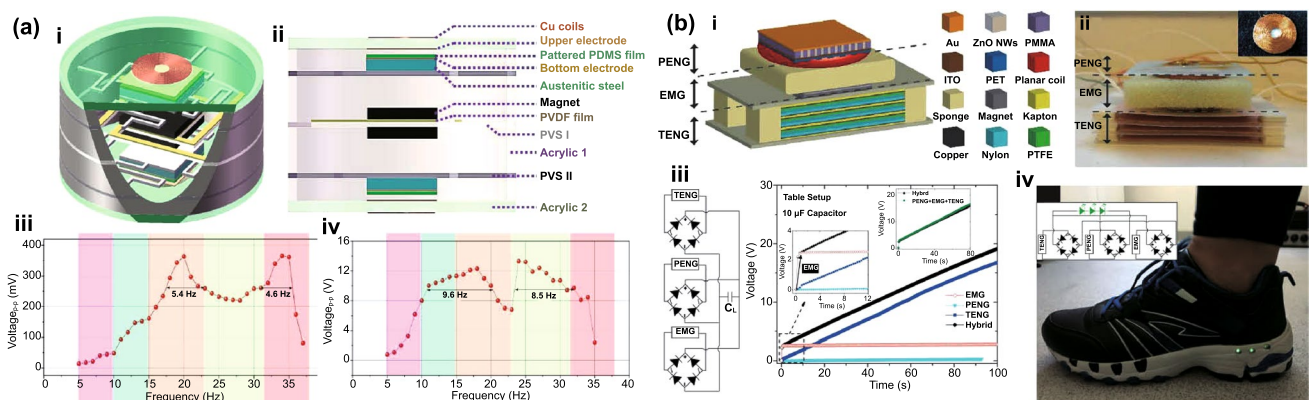 (a)
i
ii
Cu coils
Upper electrode
Pattered PDMS film
Bottom electrode
Austenitic steel
Magnet
PVDF film
PVS I
Acrylic 1
PVS II
Acrylic 2
iii
Voltagep-p (mV)
400
300
200
100
0
5.4 Hz
4.6 Hz
0 5 10 15 20 25 30 35
Frequency (Hz)
iv
Voltagep-p (V)
16
12
8
4
0
9.6 Hz
8.5 Hz
0 5 10 15 20 25 30 35 40
Frequency (Hz)
(b)
i
PENG
EMG
TENG
Au ZnO NWs PMMA
ITO PET Planar coil
Sponge Magnet Kapton
Copper Nylon PTFE
ii
PENG
EMG
TENG
iii
TENG
PENG
EMG
CL
Voltage (V)
30
20
10
0
Table Setup
10 µF Capacitor
Voltage (V)
4
2
0
EMG
0 4 8 12
Time (s)
Hybrd
PENG+EMG+TENG
Voltage (V)
20
10
0
0 40 80
Time (s)
EMG
PENG
TENG
Hybrid
0 20 40 60 80 100
Time (s)
iv
TENG
PENG
EMG